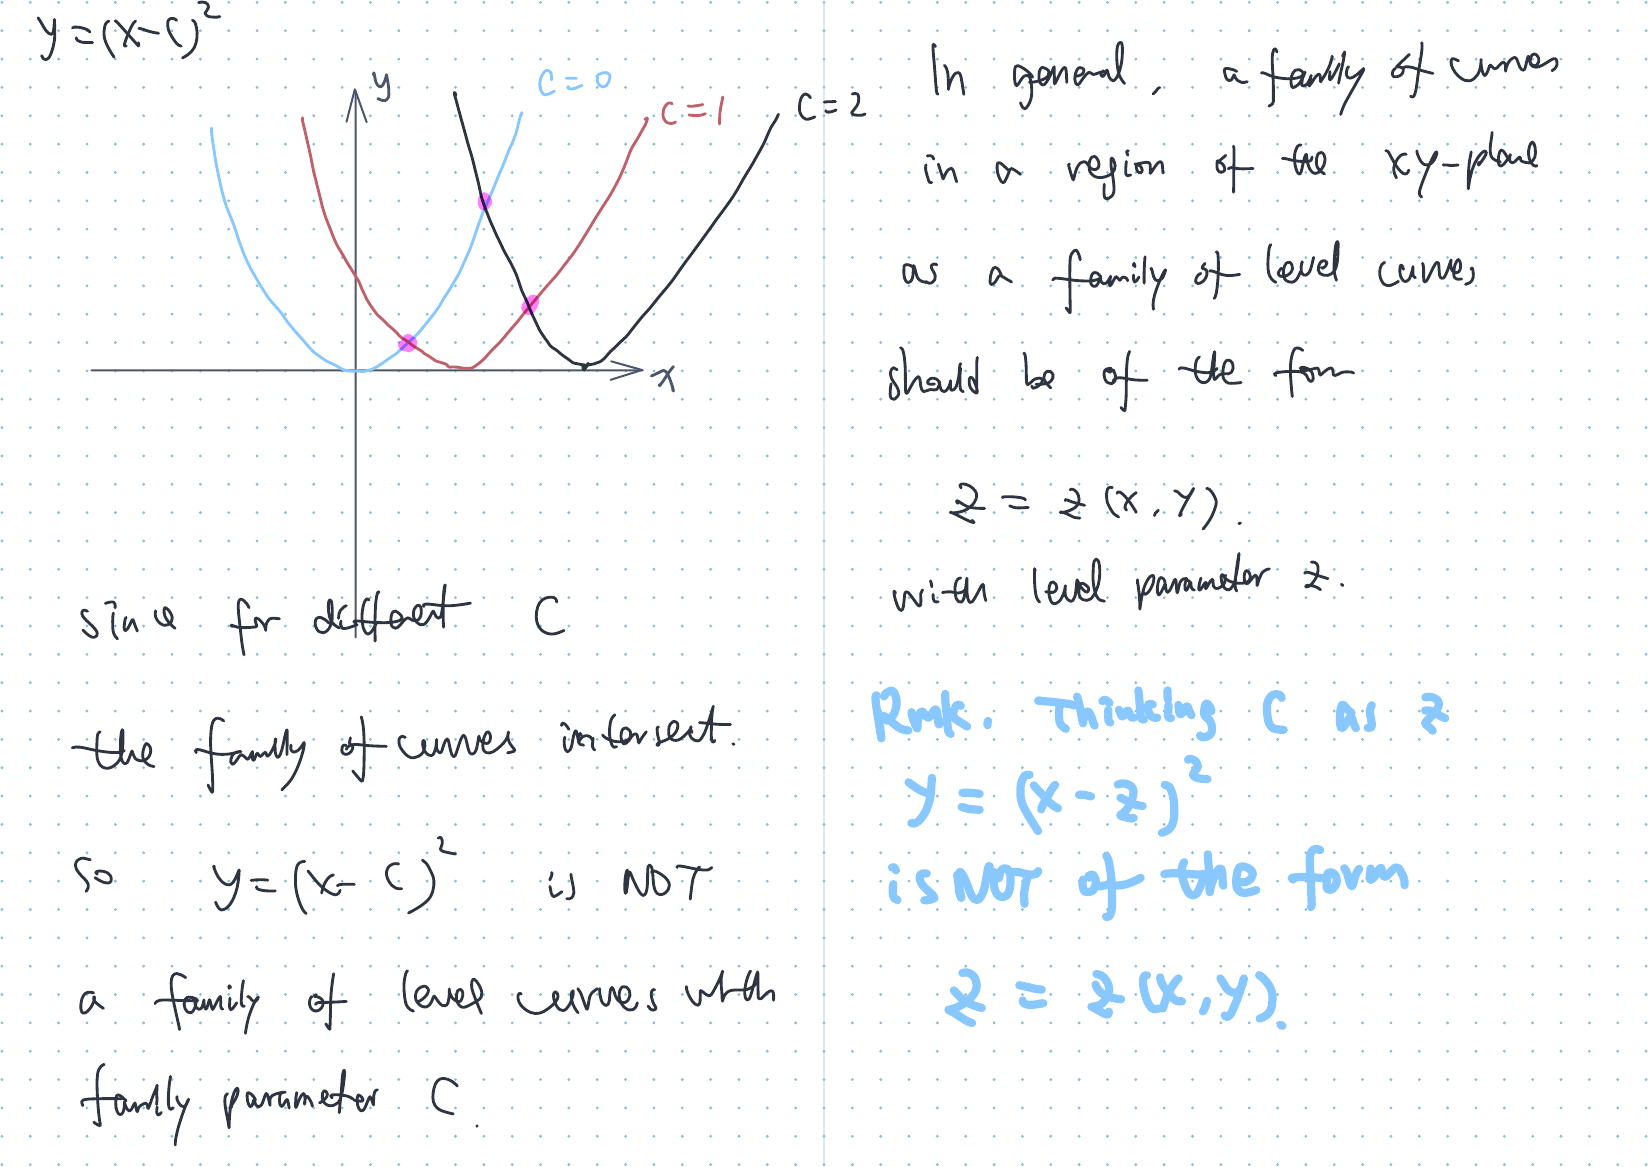 y = (x-C)²
y
C = 0
C = 1
C = 2
x
since for different C
the family of curves intersect.
So y = (x- C)² is NOT
a family of level curves with
family parameter C.
In general, a family of curves
in a region of the xy-plane
as a family of level curves
should be of the form
z = z (x, y).
with level parameter z.
Rmk. Thinking C as z
y = (x - z)²
is NOT of the form
z = z (x, y).